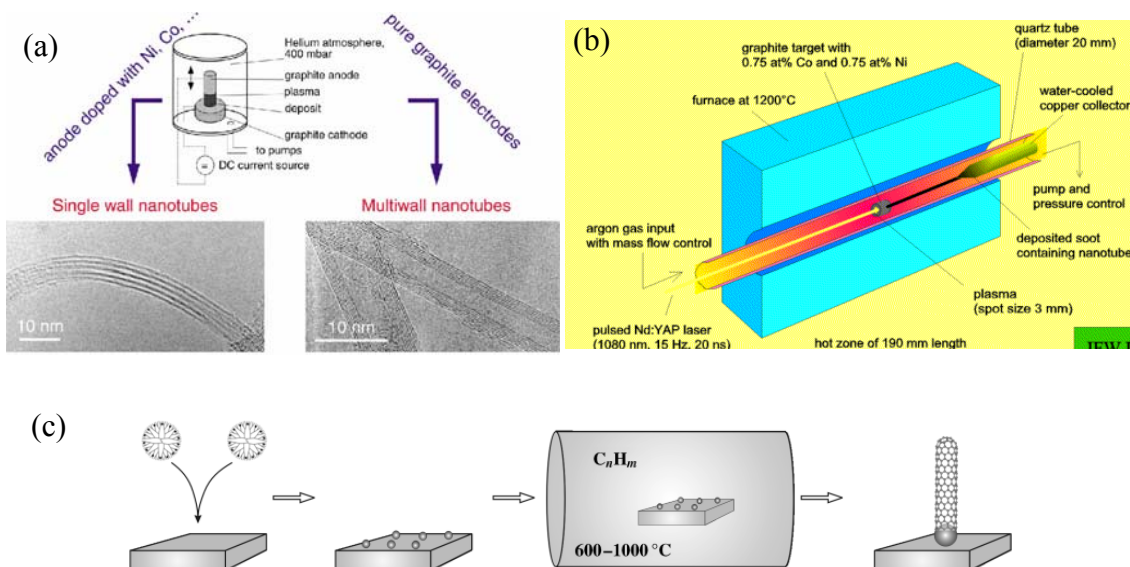 (a)
anode doped with Ni, Co, ...
Helium atmosphere,
400 mbar
graphite anode
plasma
deposit
graphite cathode
to pumps
=
DC current source
pure graphite electrodes
Single wall nanotubes
Multiwall nanotubes
10 nm
10 nm
(b)
quartz tube
(diameter 20 mm)
graphite target with
0.75 at% Co and 0.75 at% Ni
water-cooled
copper collector
furnace at 1200°C
pump and
pressure control
argon gas input
with mass flow control
deposited soot
containing nanotube
plasma
(spot size 3 mm)
pulsed Nd:YAP laser
(1080 nm, 15 Hz, 20 ns)
hot zone of 190 mm length
(c)
CnHm
600–1000 °C